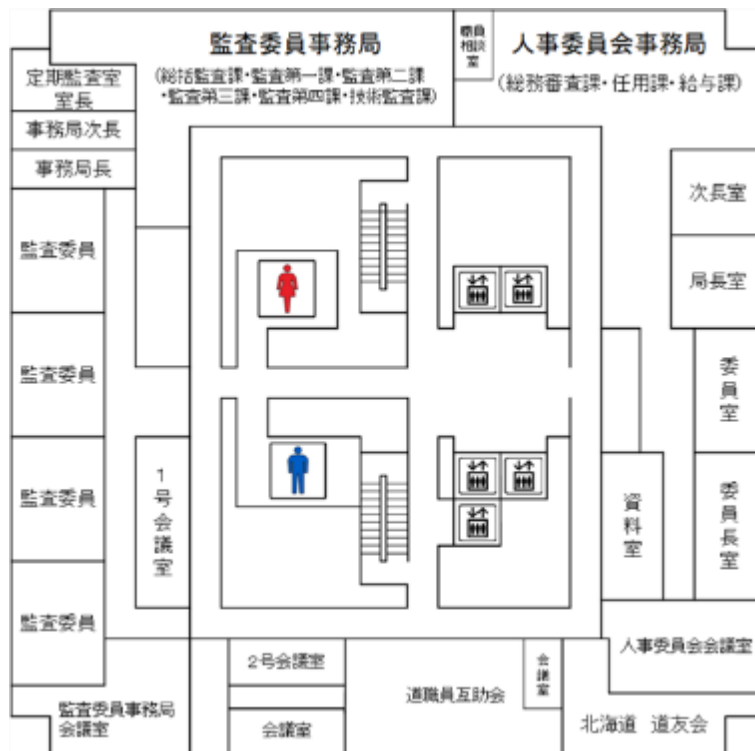 監査委員事務局
(総括監査課・監査第一課・監査第二課
・監査第三課・監査第四課・技術監査課)
職員
相談
室
人事委員会事務局
(総務審査課・任用課・給与課)
定期監査室
室長
事務局次長
事務局長
監査委員
監査委員
監査委員
監査委員
1号会議室
次長室
局長室
委員室
委員長室
資料室
人事委員会会議室
2号会議室
会議室
監査委員事務局
会議室
道職員互助会
会議室
北海道 道友会